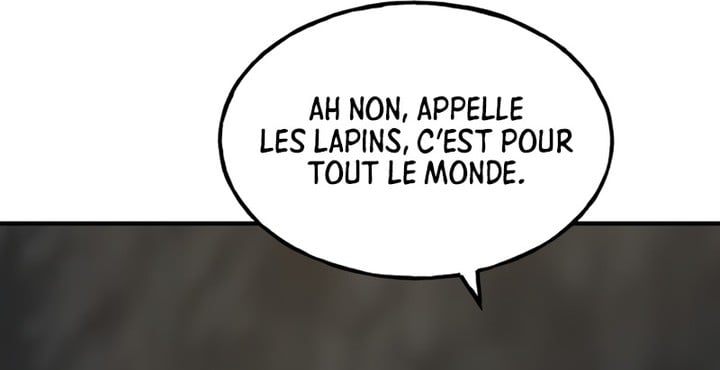 AH NON, APPELLE
LES LAPINS, C'EST POUR
TOUT LE MONDE.